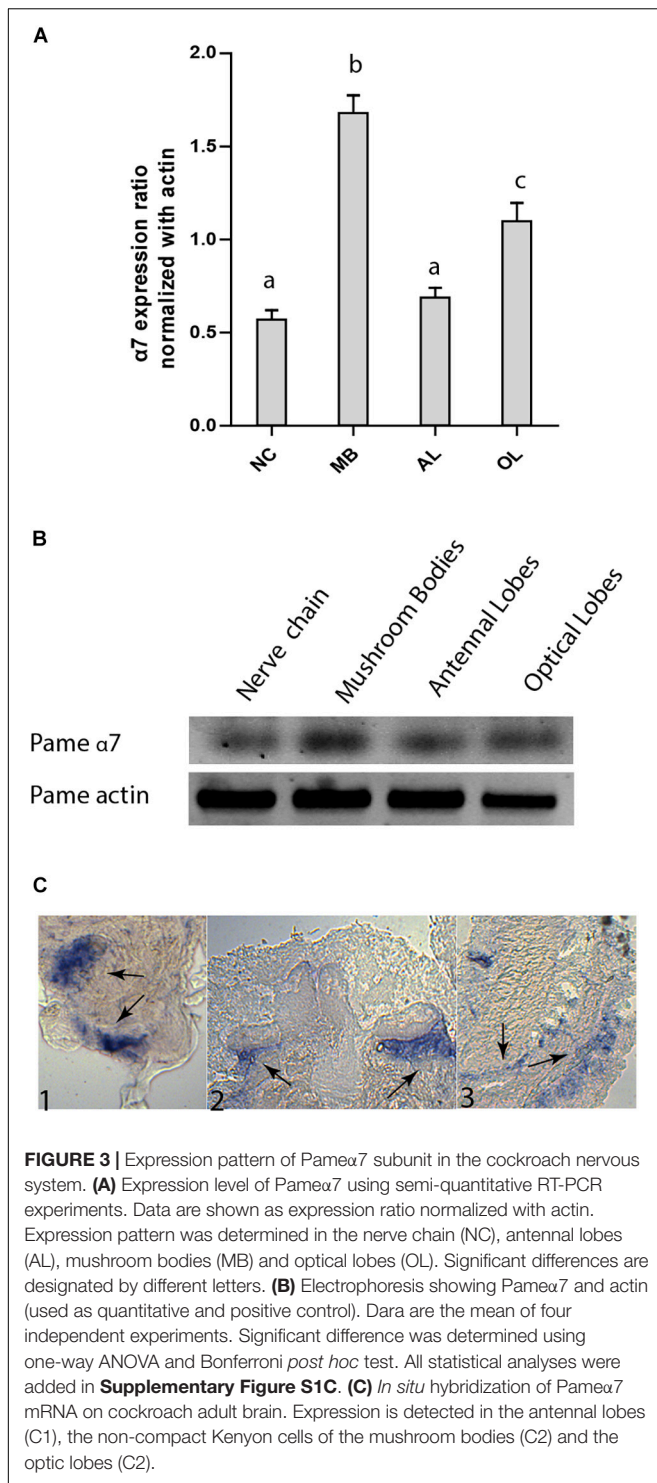 A
2.0
1.5
1.0
0.5
0.0
α7 expression ratio
normalized with actin
a
b
a
c
NC
MB
AL
OL
B
Nerve chain
Mushroom Bodies
Antennal Lobes
Optical Lobes
Pame α7
Pame actin
C
1
2
3
FIGURE 3 | Expression pattern of Pameα7 subunit in the cockroach nervous
system. (A) Expression level of Pameα7 using semi-quantitative RT-PCR
experiments. Data are shown as expression ratio normalized with actin.
Expression pattern was determined in the nerve chain (NC), antennal lobes
(AL), mushroom bodies (MB) and optical lobes (OL). Significant differences are
designated by different letters. (B) Electrophoresis showing Pameα7 and actin
(used as quantitative and positive control). Dara are the mean of four
independent experiments. Significant difference was determined using
one-way ANOVA and Bonferroni post hoc test. All statistical analyses were
added in Supplementary Figure S1C. (C) In situ hybridization of Pameα7
mRNA on cockroach adult brain. Expression is detected in the antennal lobes
(C1), the non-compact Kenyon cells of the mushroom bodies (C2) and the
optic lobes (C2).